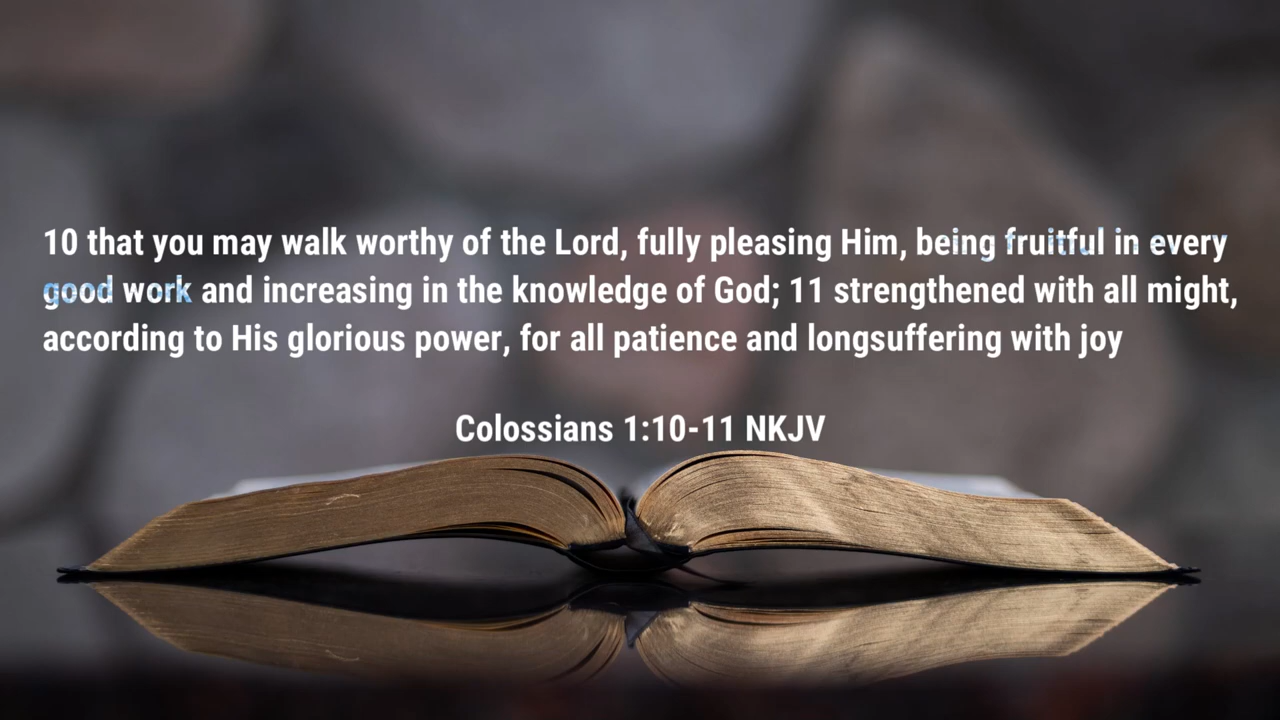 10 that you may walk worthy of the Lord, fully pleasing Him, being fruitful in every
good work and increasing in the knowledge of God; 11 strengthened with all might,
according to His glorious power, for all patience and longsuffering with joy
Colossians 1:10-11 NKJV